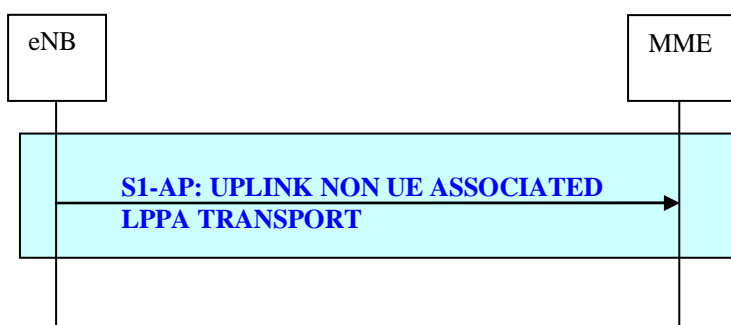 eNB
MME
S1-AP: UPLINK NON UE ASSOCIATED
LPPA TRANSPORT